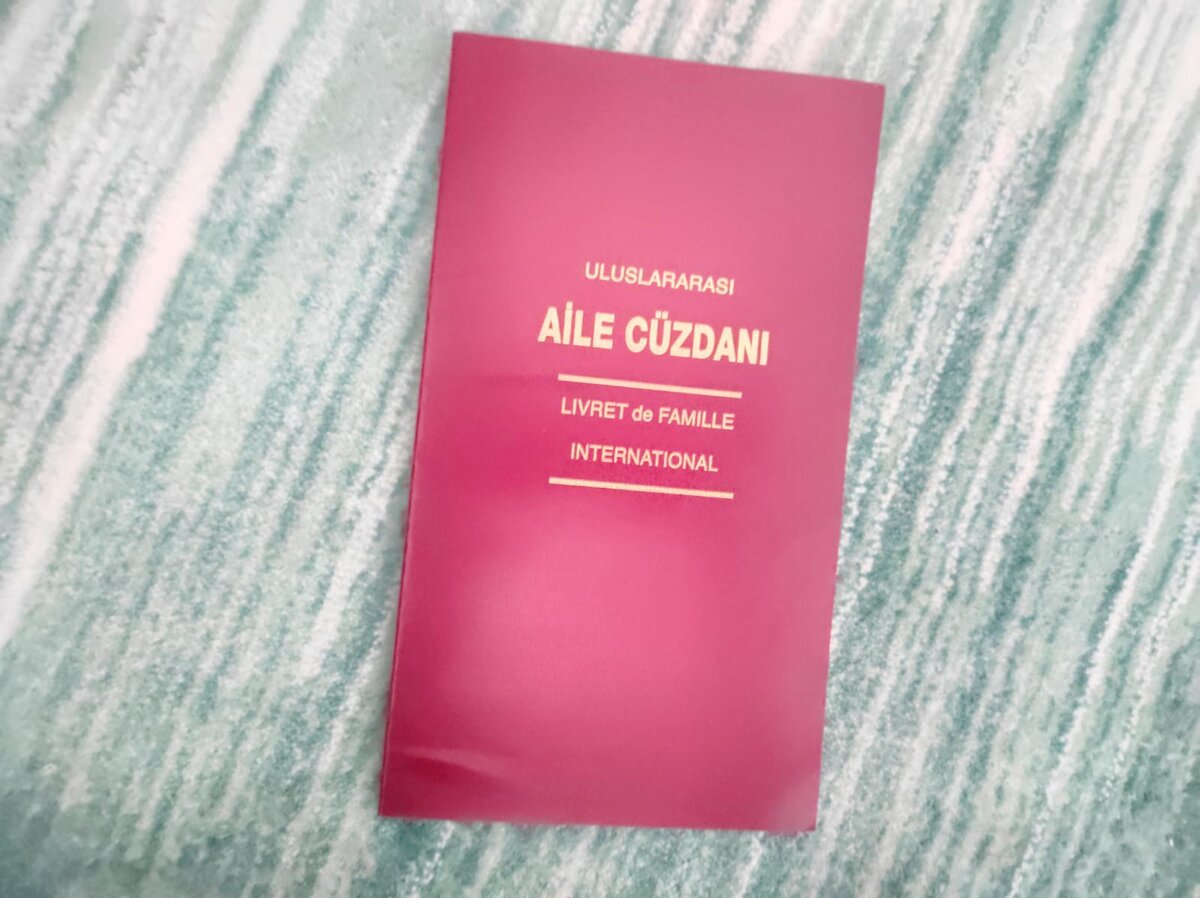 ULUSLARARASI
AİLE CÜZDANI
LIVRET de FAMILLE
INTERNATIONAL